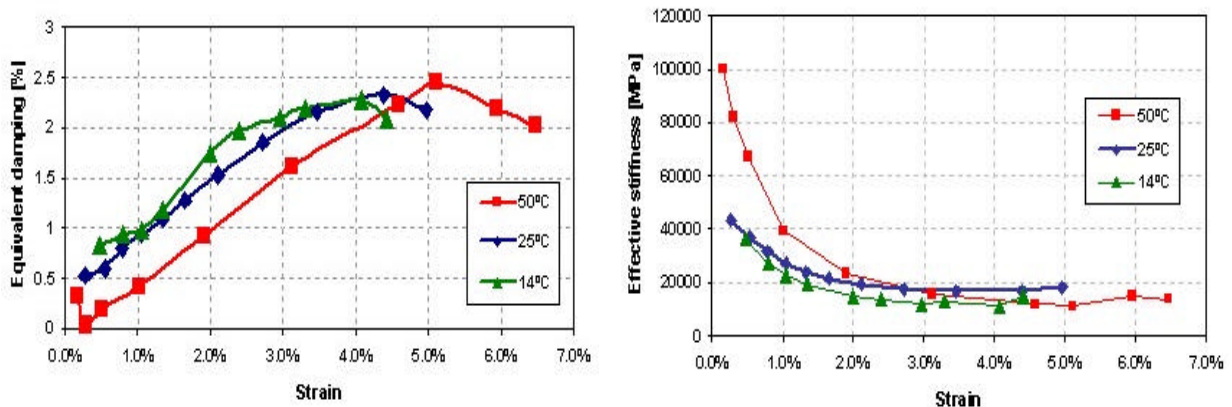 Equivalent damping [%]
3
2.5
2
1.5
1
0.5
0
0.0% 1.0% 2.0% 3.0% 4.0% 5.0% 6.0% 7.0%
Strain
50ºC
25ºC
14ºC
Effective stiffness [MPa]
120000
100000
80000
60000
40000
20000
0
0.0% 1.0% 2.0% 3.0% 4.0% 5.0% 6.0% 7.0%
Strain
50ºC
25ºC
14ºC